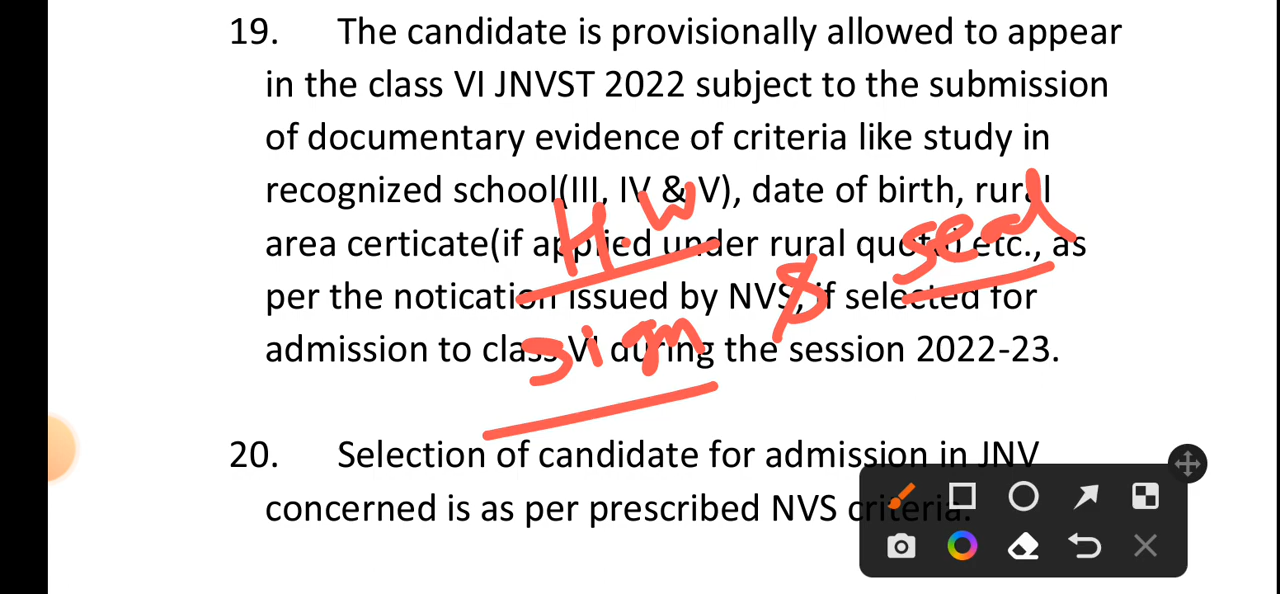 19. The candidate is provisionally allowed to appear
in the class VI JNVST 2022 subject to the submission
of documentary evidence of criteria like study in
recognized school(III, IV & V), date of birth, rural
area certicate(if applied under rural quota) etc., as
per the notication issued by NVS, if selected for
admission to class VI during the session 2022-23.
H.W
seal
sign &
20. Selection of candidate for admission in JNV
concerned is as per prescribed NVS criteria.